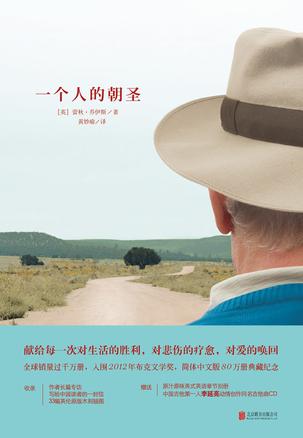 一个人的朝圣
[英] 蕾秋·乔伊斯／著
黄妙瑜／译
献给每一次对生活的胜利，对悲伤的疗愈，对爱的唤回
全球销量过千万册，入围2012年布克文学奖，简体中文版80万册典藏纪念
收录 作者长篇专访 赠送 原汁原味英式英语章节别册
写给中国读者的一封信 中国吉他第一人李延亮动情创作同名吉他曲CD
33幅英伦原版木刻插图
北京联合出版公司